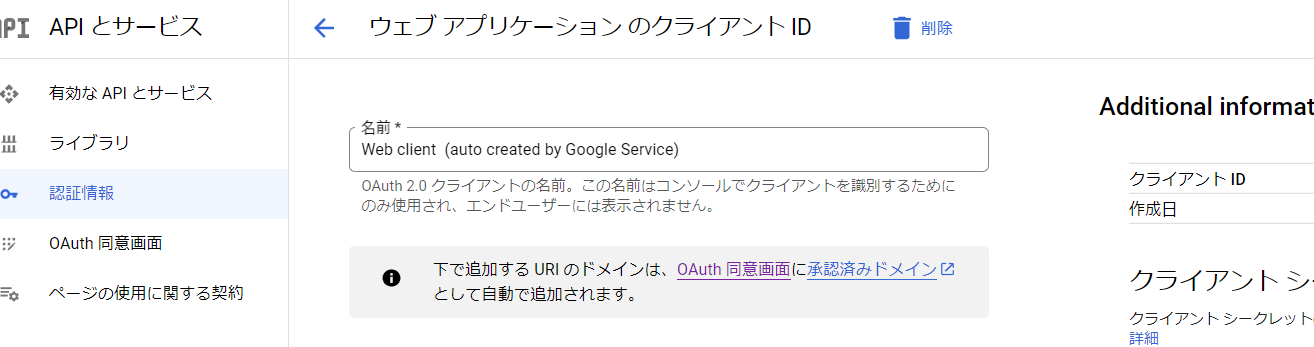 API
API とサービス
ウェブ アプリケーション のクライアント ID
削除
有効な API とサービス
ライブラリ
認証情報
OAuth 同意画面
ページの使用に関する契約
名前 *
Web client (auto created by Google Service)
OAuth 2.0 クライアントの名前。この名前はコンソールでクライアントを識別するために
のみ使用され、エンドユーザーには表示されません。
下で追加する URI のドメインは、OAuth 同意画面に承認済みドメイン
として自動で追加されます。
Additional informat
クライアント ID
作成日
クライアント シ
クライアント シークレット
詳細